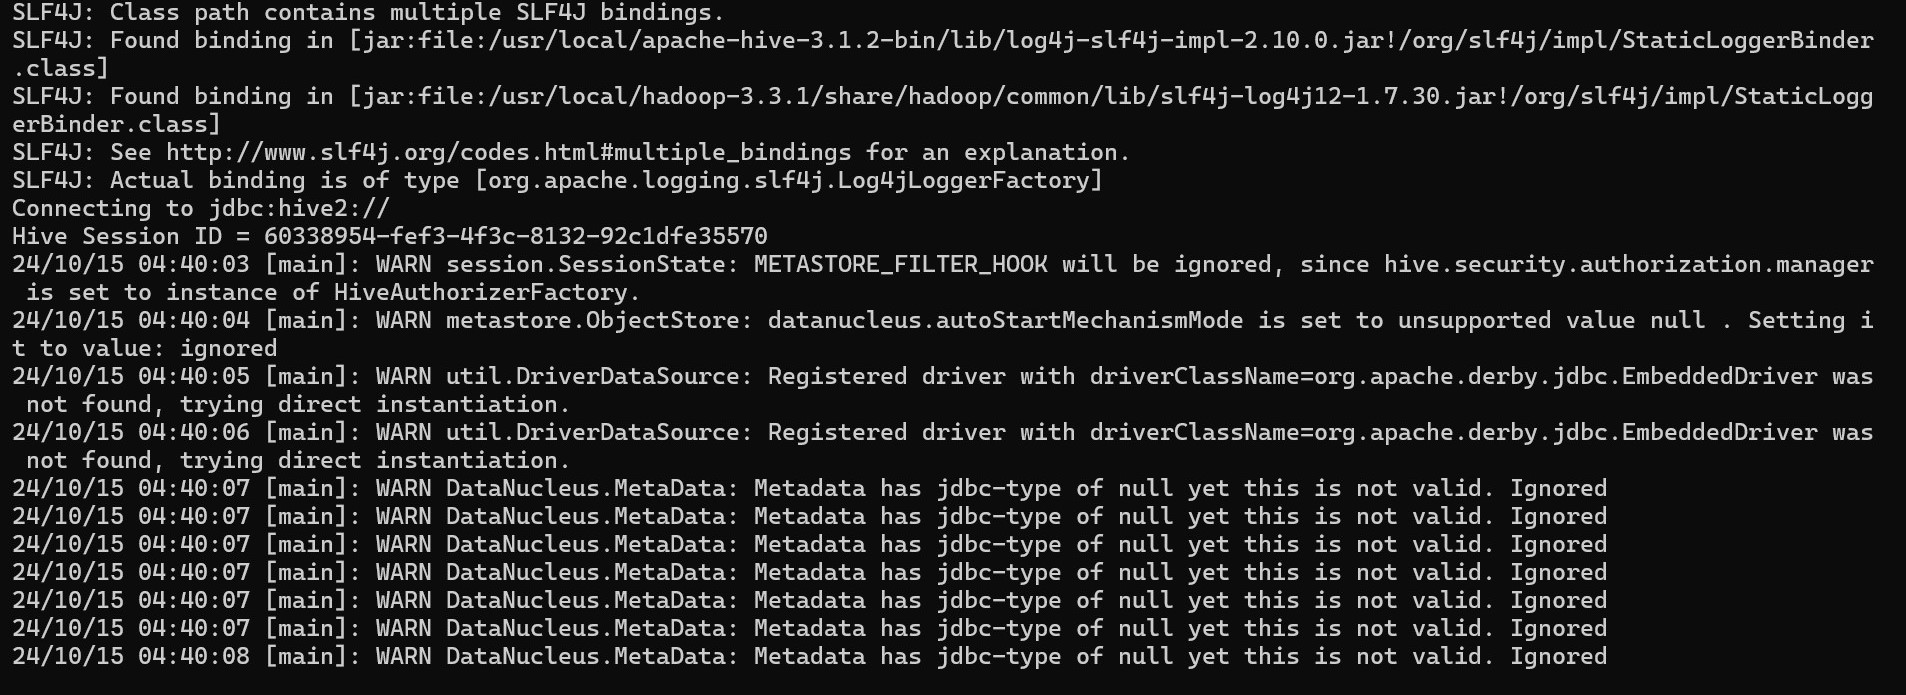 SLF4J: Class path contains multiple SLF4J bindings.
SLF4J: Found binding in [jar:file:/usr/local/apache-hive-3.1.2-bin/lib/log4j-slf4j-impl-2.10.0.jar!/org/slf4j/impl/StaticLoggerBinder
.class]
SLF4J: Found binding in [jar:file:/usr/local/hadoop-3.3.1/share/hadoop/common/lib/slf4j-log4j12-1.7.30.jar!/org/slf4j/impl/StaticLogg
erBinder.class]
SLF4J: See http://www.slf4j.org/codes.html#multiple_bindings for an explanation.
SLF4J: Actual binding is of type [org.apache.logging.slf4j.Log4jLoggerFactory]
Connecting to jdbc:hive2://
Hive Session ID = 60338954-fef3-4f3c-8132-92c1dfe35570
24/10/15 04:40:03 [main]: WARN session.SessionState: METASTORE_FILTER_HOOK will be ignored, since hive.security.authorization.manager
 is set to instance of HiveAuthorizerFactory.
24/10/15 04:40:04 [main]: WARN metastore.ObjectStore: datanucleus.autoStartMechanismMode is set to unsupported value null . Setting i
t to value: ignored
24/10/15 04:40:05 [main]: WARN util.DriverDataSource: Registered driver with driverClassName=org.apache.derby.jdbc.EmbeddedDriver was
 not found, trying direct instantiation.
24/10/15 04:40:06 [main]: WARN util.DriverDataSource: Registered driver with driverClassName=org.apache.derby.jdbc.EmbeddedDriver was
 not found, trying direct instantiation.
24/10/15 04:40:07 [main]: WARN DataNucleus.MetaData: Metadata has jdbc-type of null yet this is not valid. Ignored
24/10/15 04:40:07 [main]: WARN DataNucleus.MetaData: Metadata has jdbc-type of null yet this is not valid. Ignored
24/10/15 04:40:07 [main]: WARN DataNucleus.MetaData: Metadata has jdbc-type of null yet this is not valid. Ignored
24/10/15 04:40:07 [main]: WARN DataNucleus.MetaData: Metadata has jdbc-type of null yet this is not valid. Ignored
24/10/15 04:40:07 [main]: WARN DataNucleus.MetaData: Metadata has jdbc-type of null yet this is not valid. Ignored
24/10/15 04:40:07 [main]: WARN DataNucleus.MetaData: Metadata has jdbc-type of null yet this is not valid. Ignored
24/10/15 04:40:08 [main]: WARN DataNucleus.MetaData: Metadata has jdbc-type of null yet this is not valid. Ignored